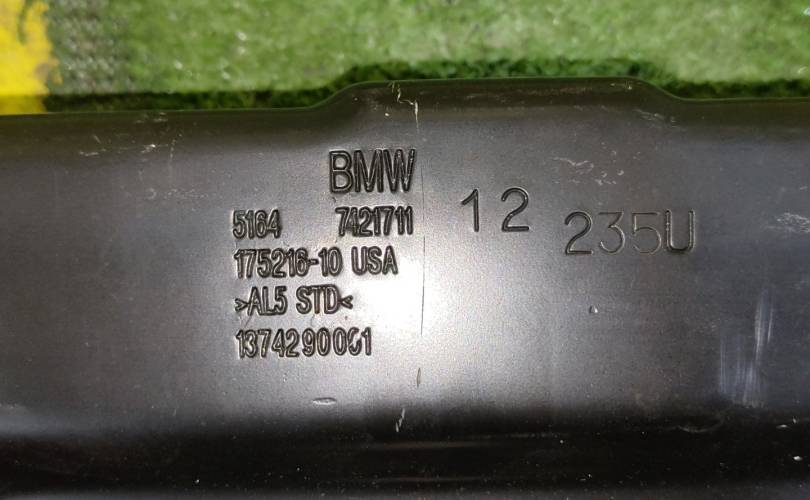 BMW
5164 7421711
175216-10 USA
>AL5 STD<
1374290001
12 235U